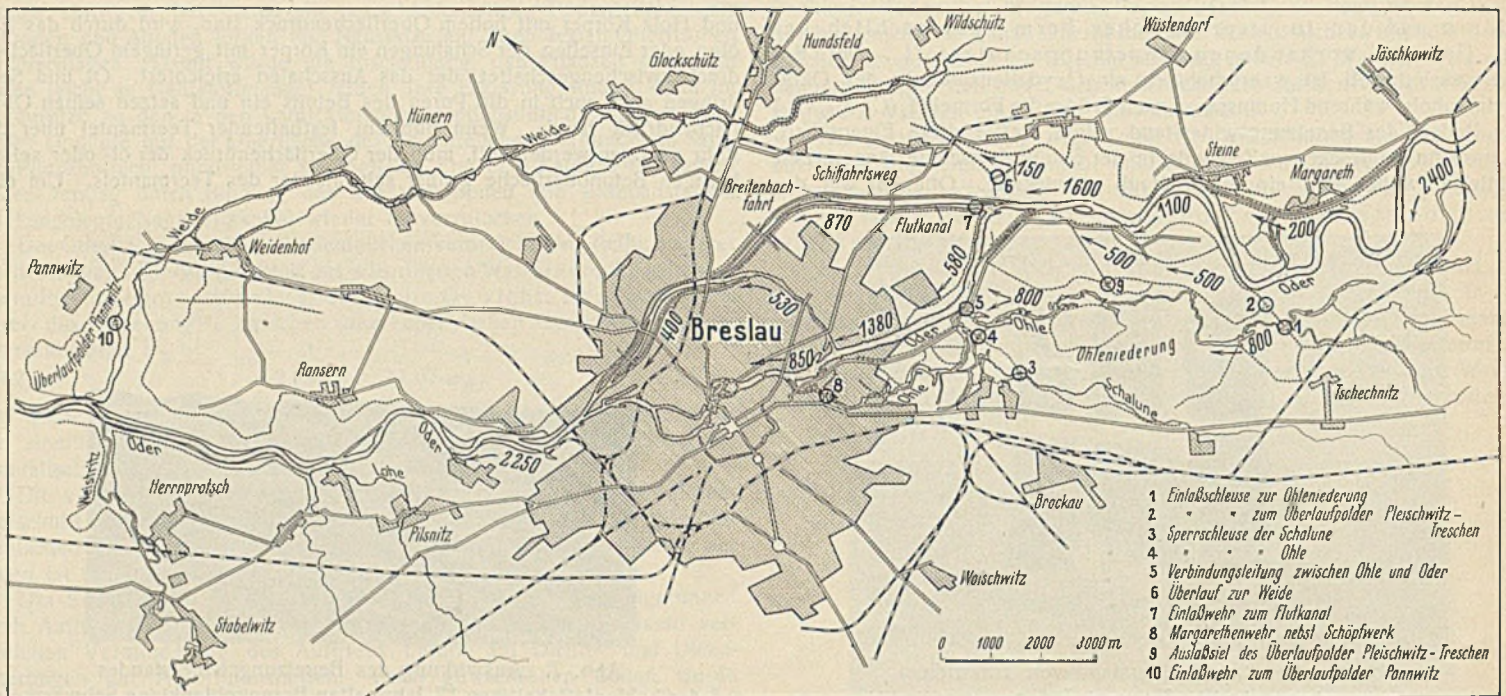 N
Glockschütz
Hundsfeld
Wildschütz
Wüstendorf
Jäschkowitz
Hünern
Weide
Weide
Steine
Margareth
Schiffahrtsweg
Breitenbach-
fahrt
6
750
1600
7
870
Flutkanal
1100
200
2400
Weidenhof
Pannwitz
Überlaufpolder Pannwitz
10
580
500
500
9
Oder
2
1
800
800
5
Ohle
4
Ohleniederung
530
Breslau
400
1380
Oder
850
8
Ohle
3
Schalune
Tschechnitz
Ransern
Oder
Oder
2250
Weistritz
Lohe
Herrnprotsch
Pilsnitz
Brockau
Woischwitz
Stabelwitz
0 1000 2000 3000 m
1 Einlaßschleuse zur Ohleniederung
2 " " zum Überlaufpolder Pleischwitz-
Treschen
3 Sperrschleuse der Schalune
4 " " " Ohle
5 Verbindungsleitung zwischen Ohle und Oder
6 Überlauf zur Weide
7 Einlaßwehr zum Flutkanal
8 Margarethenwehr nebst Schöpfwerk
9 Auslaßsiel des Überlaufpolder Pleischwitz-Treschen
10 Einlaßwehr zum Überlaufpolder Pannwitz